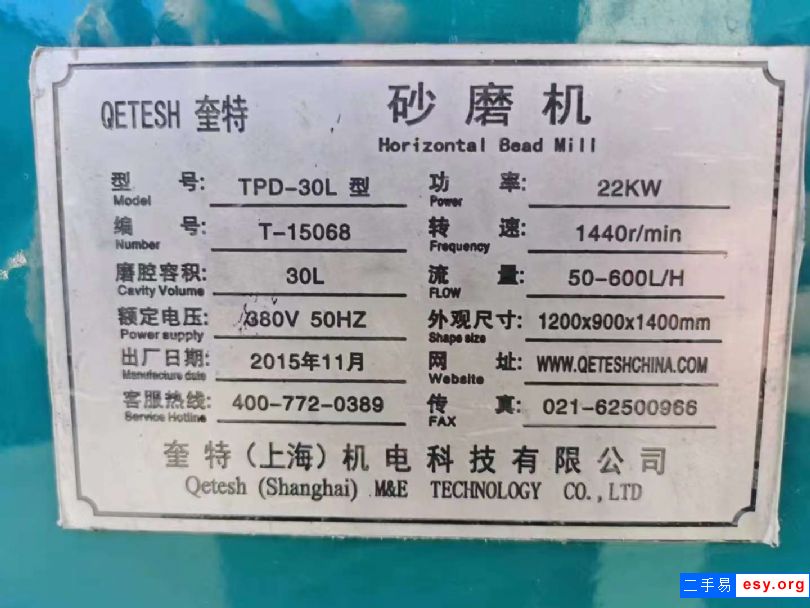 QETESH 奎特 砂磨机
Horizontal Bead Mill
型号: TPD-30L 型 功率: 22KW
Model Power
编号: T-15068 转速: 1440r/min
Number Frequency
磨腔容积: 30L 流量: 50-600L/H
Cavity Volume FLOW
额定电压: 380V 50HZ 外观尺寸: 1200x900x1400mm
Power supply Shape size
出厂日期: 2015年11月 网址: WWW.QETESHCHINA.COM
Manufacture date Website
客服热线: 400-772-0389 传真: 021-62500966
Service Hotline FAX
奎特（上海）机电科技有限公司
Qetesh (Shanghai) M&E TECHNOLOGY CO.,LTD
二手易 esy.org